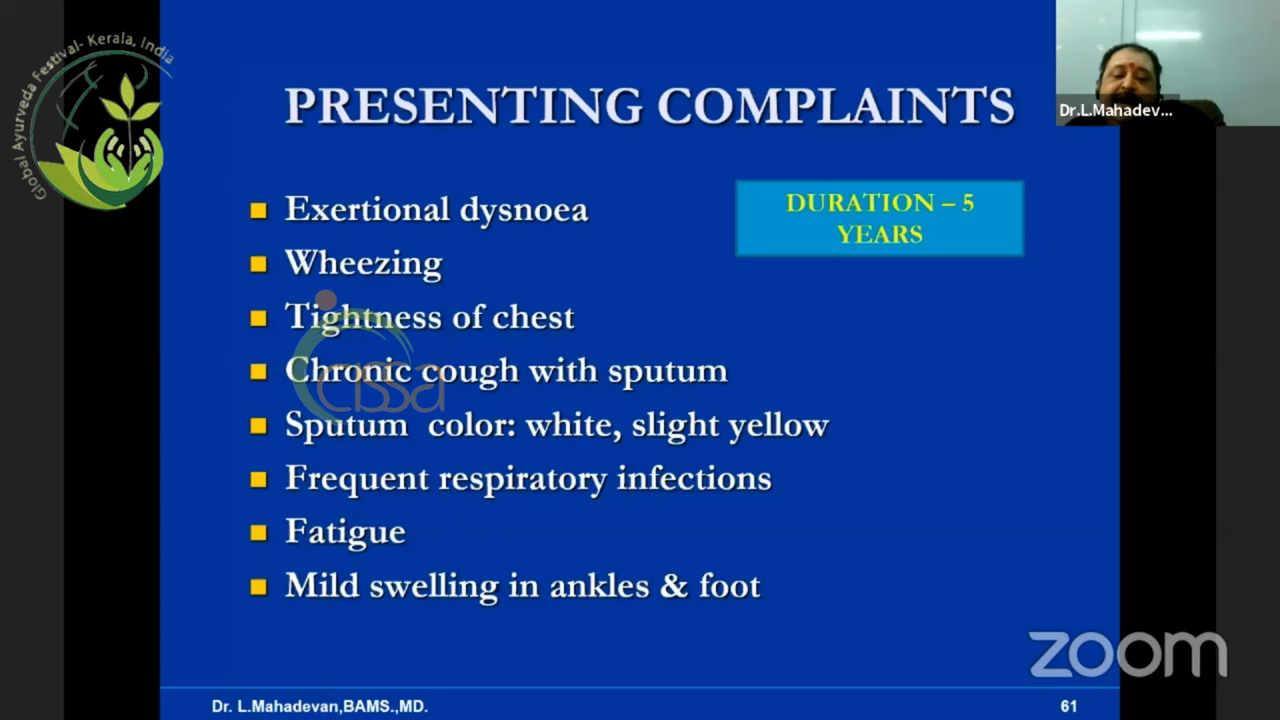 Global Ayurveda Festival- Kerala, India
PRESENTING COMPLAINTS
Dr.L.Mahadev...
DURATION – 5
YEARS
Exertional dysnoea
Wheezing
Tightness of chest
Chronic cough with sputum
Sputum color: white, slight yellow
Frequent respiratory infections
Fatigue
Mild swelling in ankles & foot
cissa
zoom
Dr. L.Mahadevan,BAMS.,MD.
61